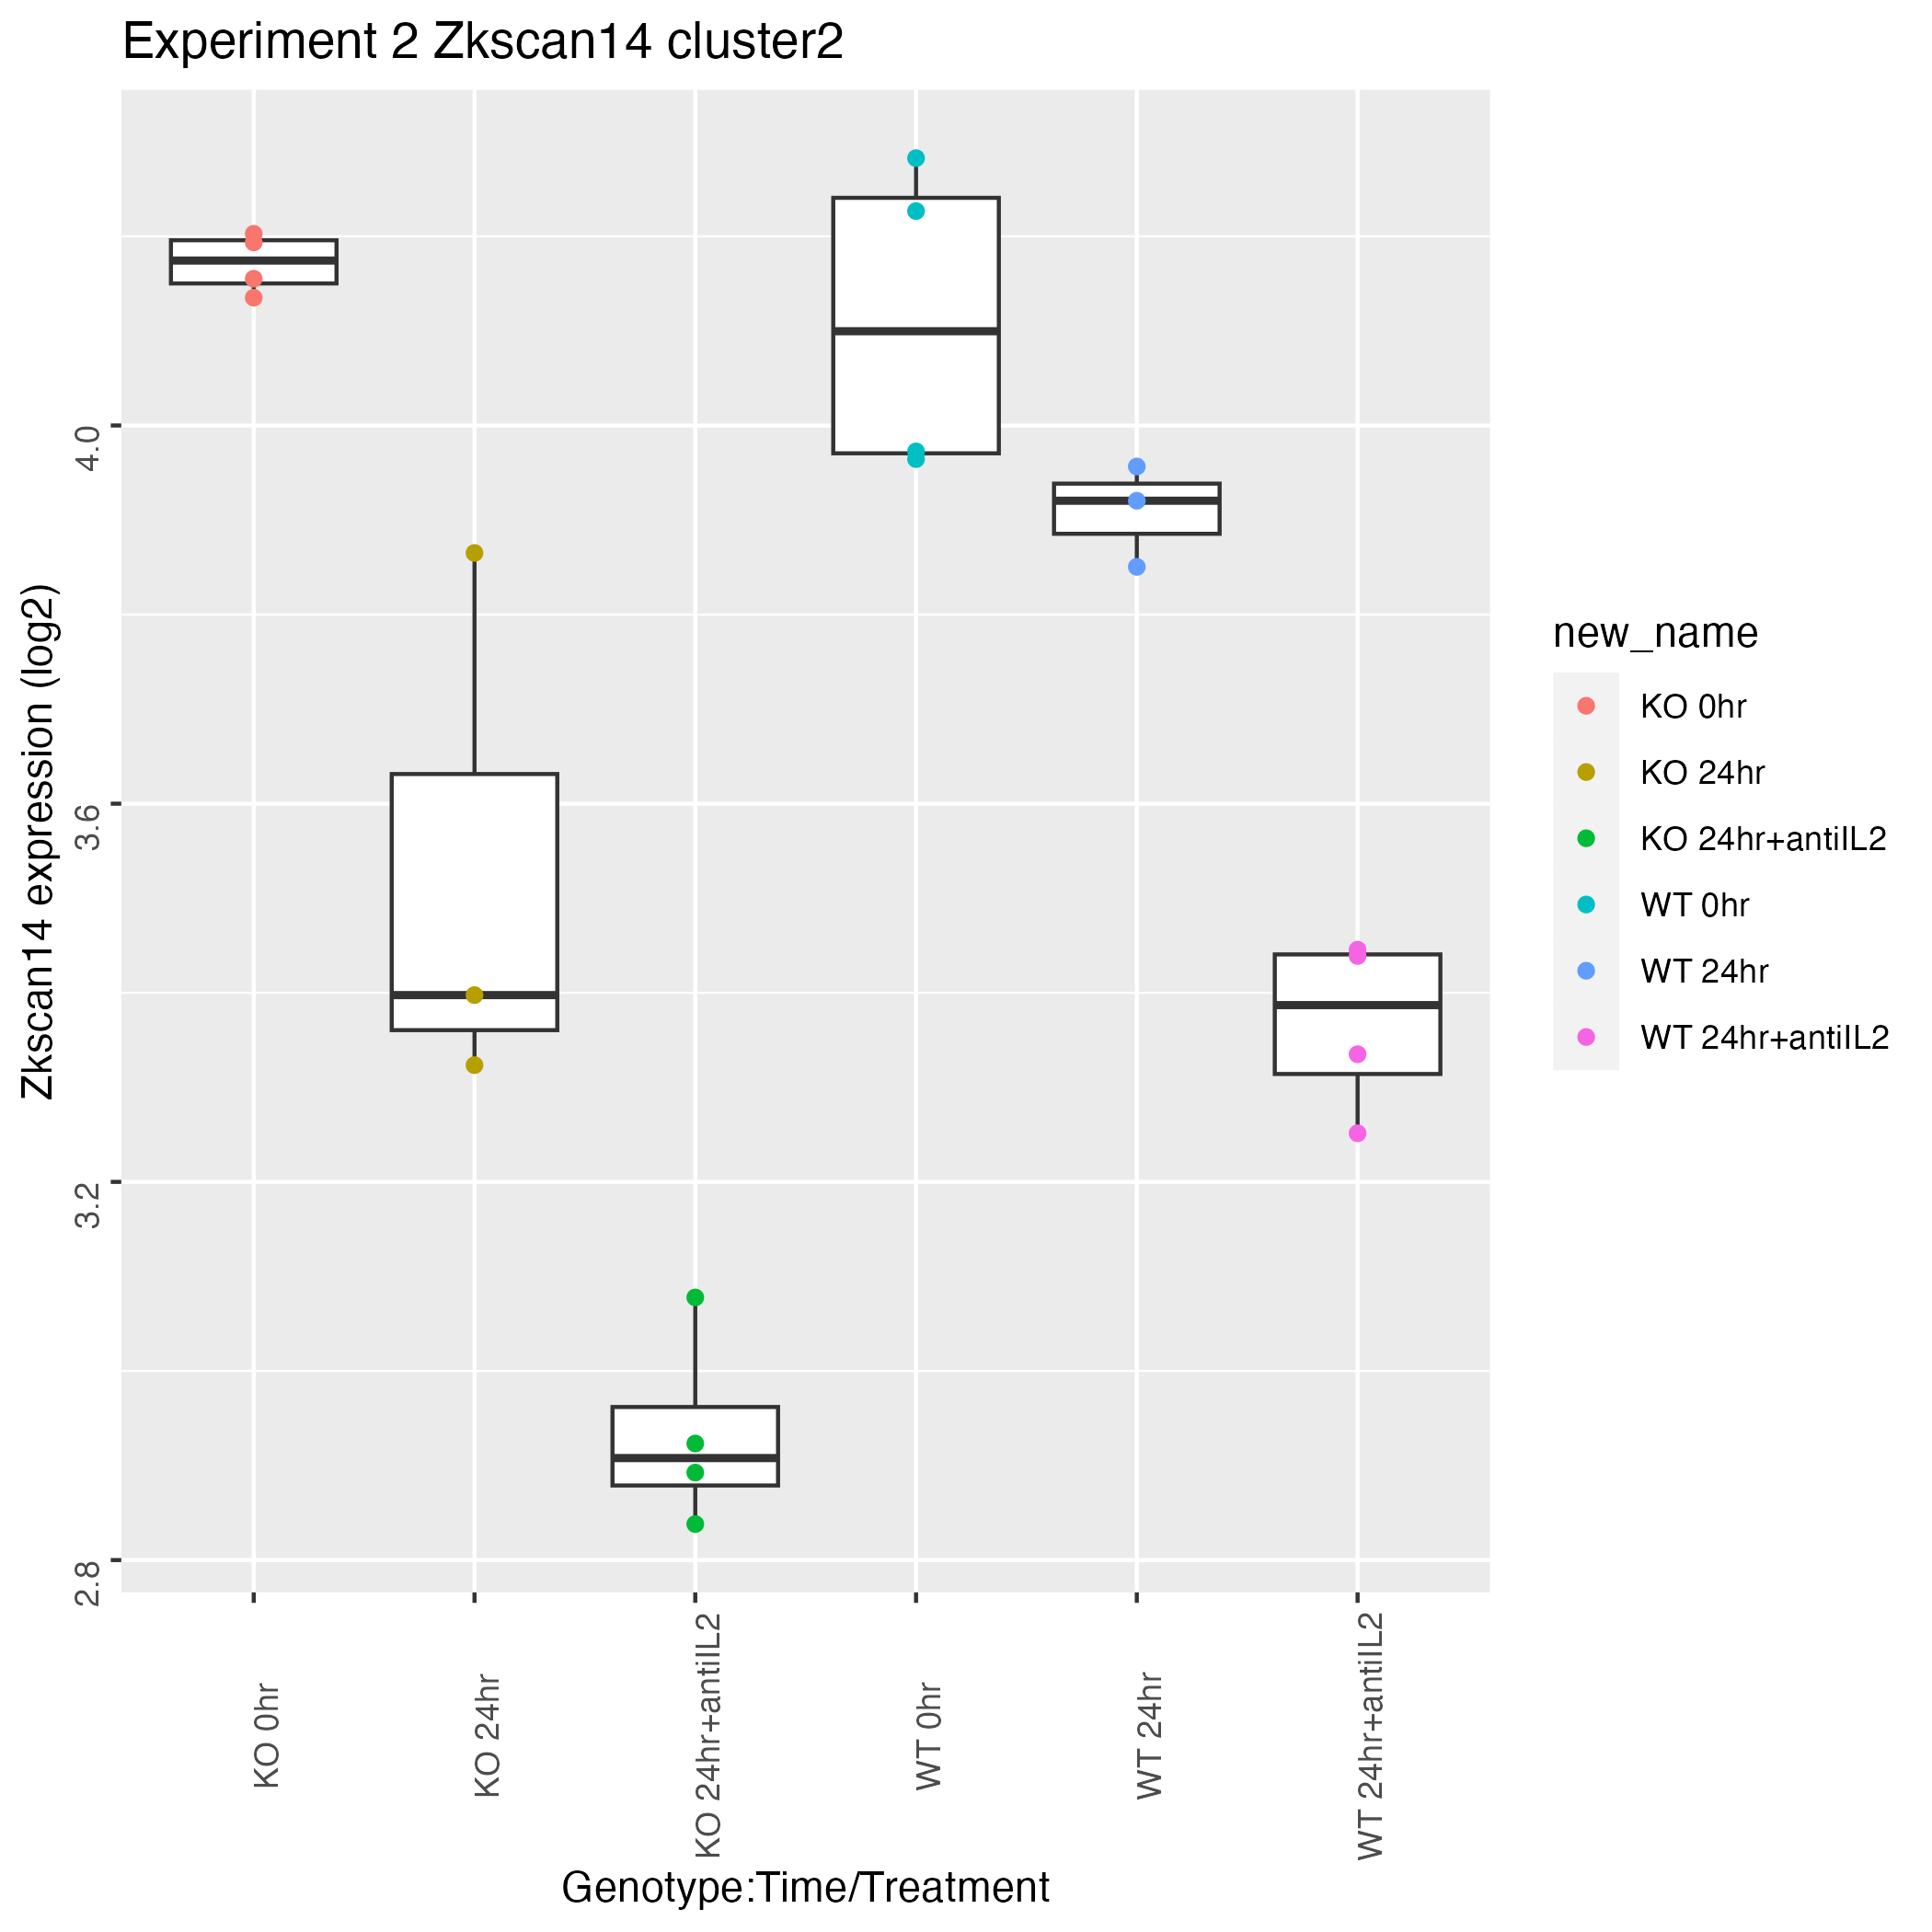 Experiment 2 Zkscan14 cluster2
Zkscan14 expression (log2)
4.0
3.6
3.2
2.8
KO 0hr
KO 24hr
KO 24hr+antiIL2
WT 0hr
WT 24hr
WT 24hr+antiIL2
Genotype:Time/Treatment
new_name
KO 0hr
KO 24hr
KO 24hr+antiIL2
WT 0hr
WT 24hr
WT 24hr+antiIL2